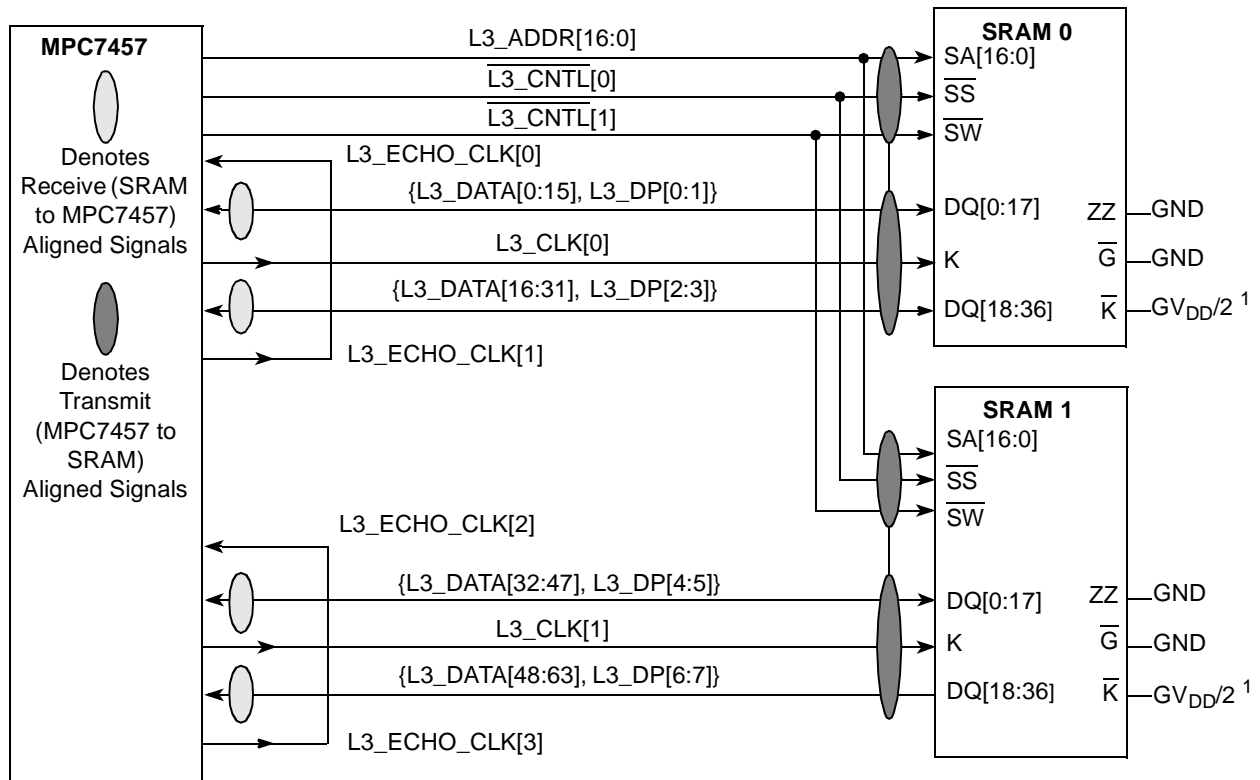 MPC7457
Denotes
Receive (SRAM
to MPC7457)
Aligned Signals
Denotes
Transmit
(MPC7457 to
SRAM)
Aligned Signals
L3_ADDR[16:0]
L3_CNTL[0]
L3_CNTL[1]
L3_ECHO_CLK[0]
{L3_DATA[0:15], L3_DP[0:1]}
L3_CLK[0]
{L3_DATA[16:31], L3_DP[2:3]}
L3_ECHO_CLK[1]
SRAM 0
SA[16:0]
SS
SW
DQ[0:17] ZZ GND
K G GND
DQ[18:36] K GVDD/2 1
L3_ECHO_CLK[2]
{L3_DATA[32:47], L3_DP[4:5]}
L3_CLK[1]
{L3_DATA[48:63], L3_DP[6:7]}
L3_ECHO_CLK[3]
SRAM 1
SA[16:0]
SS
SW
DQ[0:17] ZZ GND
K G GND
DQ[18:36] K GVDD/2 1